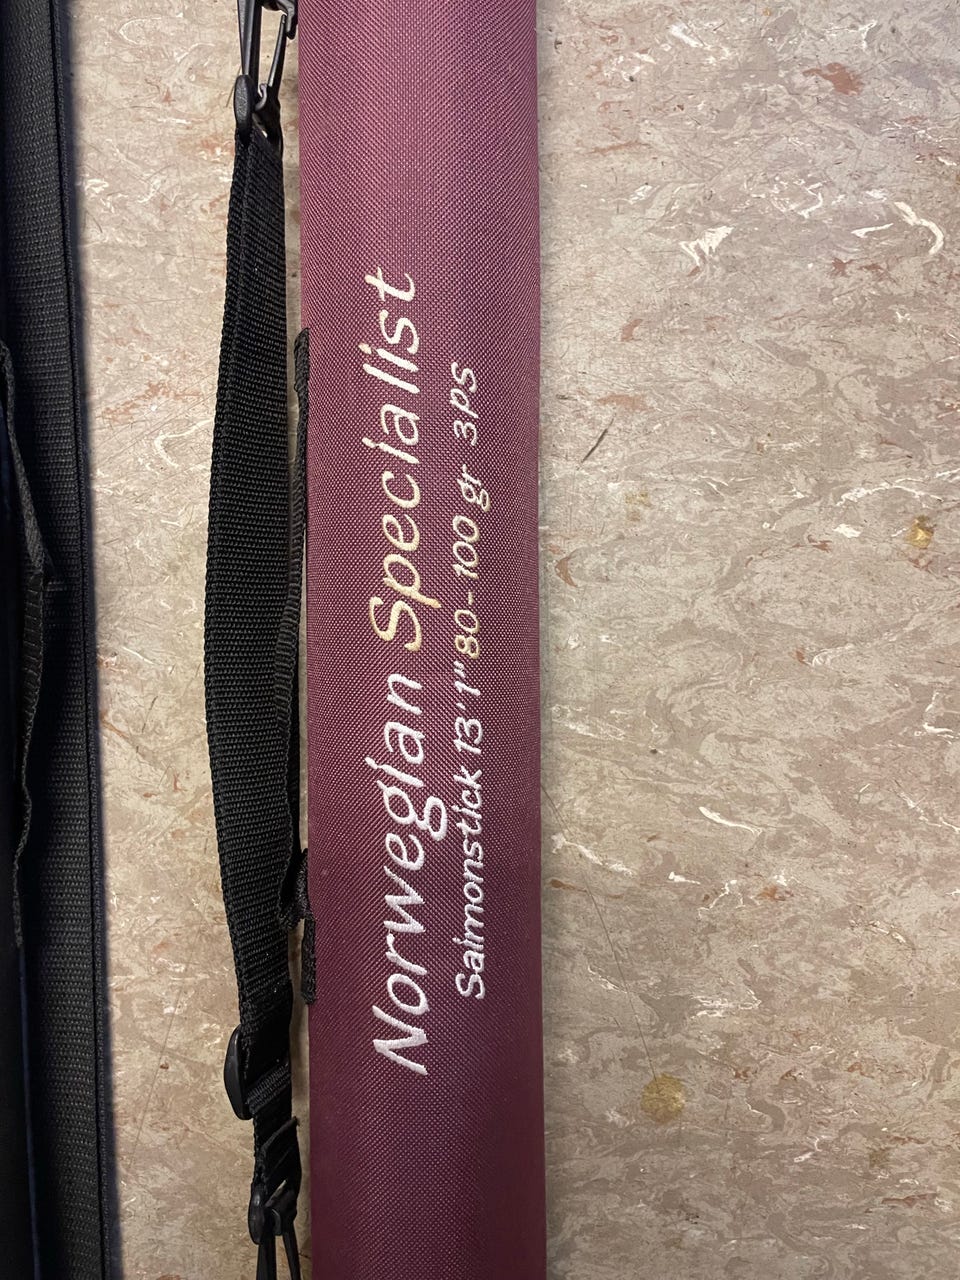 Norwegian Specialist
Salmonstick 13' 1" 80-100 gr 3ps